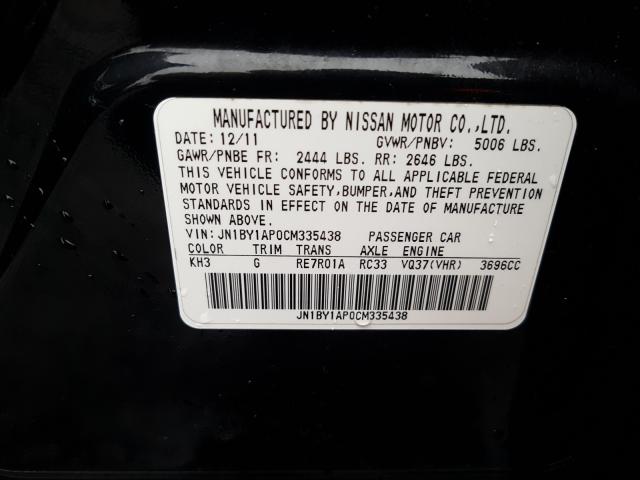 MANUFACTURED BY NISSAN MOTOR CO.,LTD.
DATE: 12/11 GVWR/PNBV: 5006 LBS.
GAWR/PNBE FR: 2444 LBS. RR: 2646 LBS.
THIS VEHICLE CONFORMS TO ALL APPLICABLE FEDERAL
MOTOR VEHICLE SAFETY,BUMPER,AND THEFT PREVENTION
STANDARDS IN EFFECT ON THE DATE OF MANUFACTURE
SHOWN ABOVE.
VIN: JN1BY1AP0CM335438 PASSENGER CAR
COLOR TRIM TRANS AXLE ENGINE
KH3 G RE7R01A RC33 VQ37(VHR) 3696CC
JN1BY1AP0CM335438